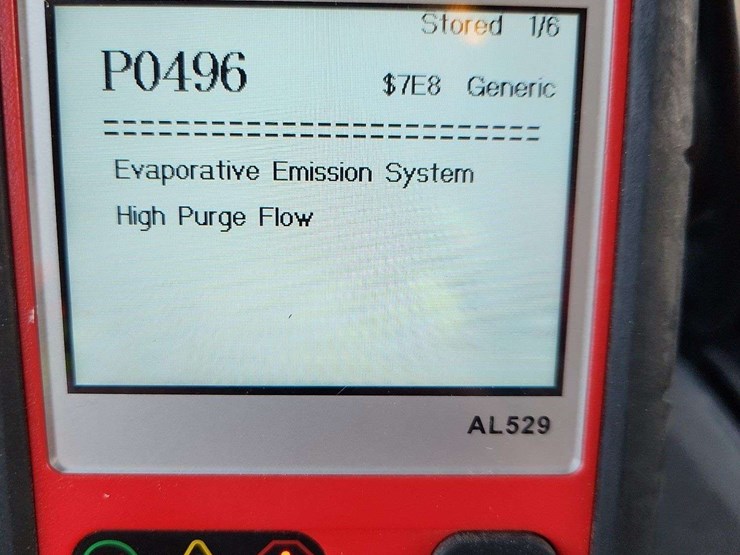 Stored 1/6
P0496
$7E8 Generic
==============================
Evaporative Emission System
High Purge Flow
AL529